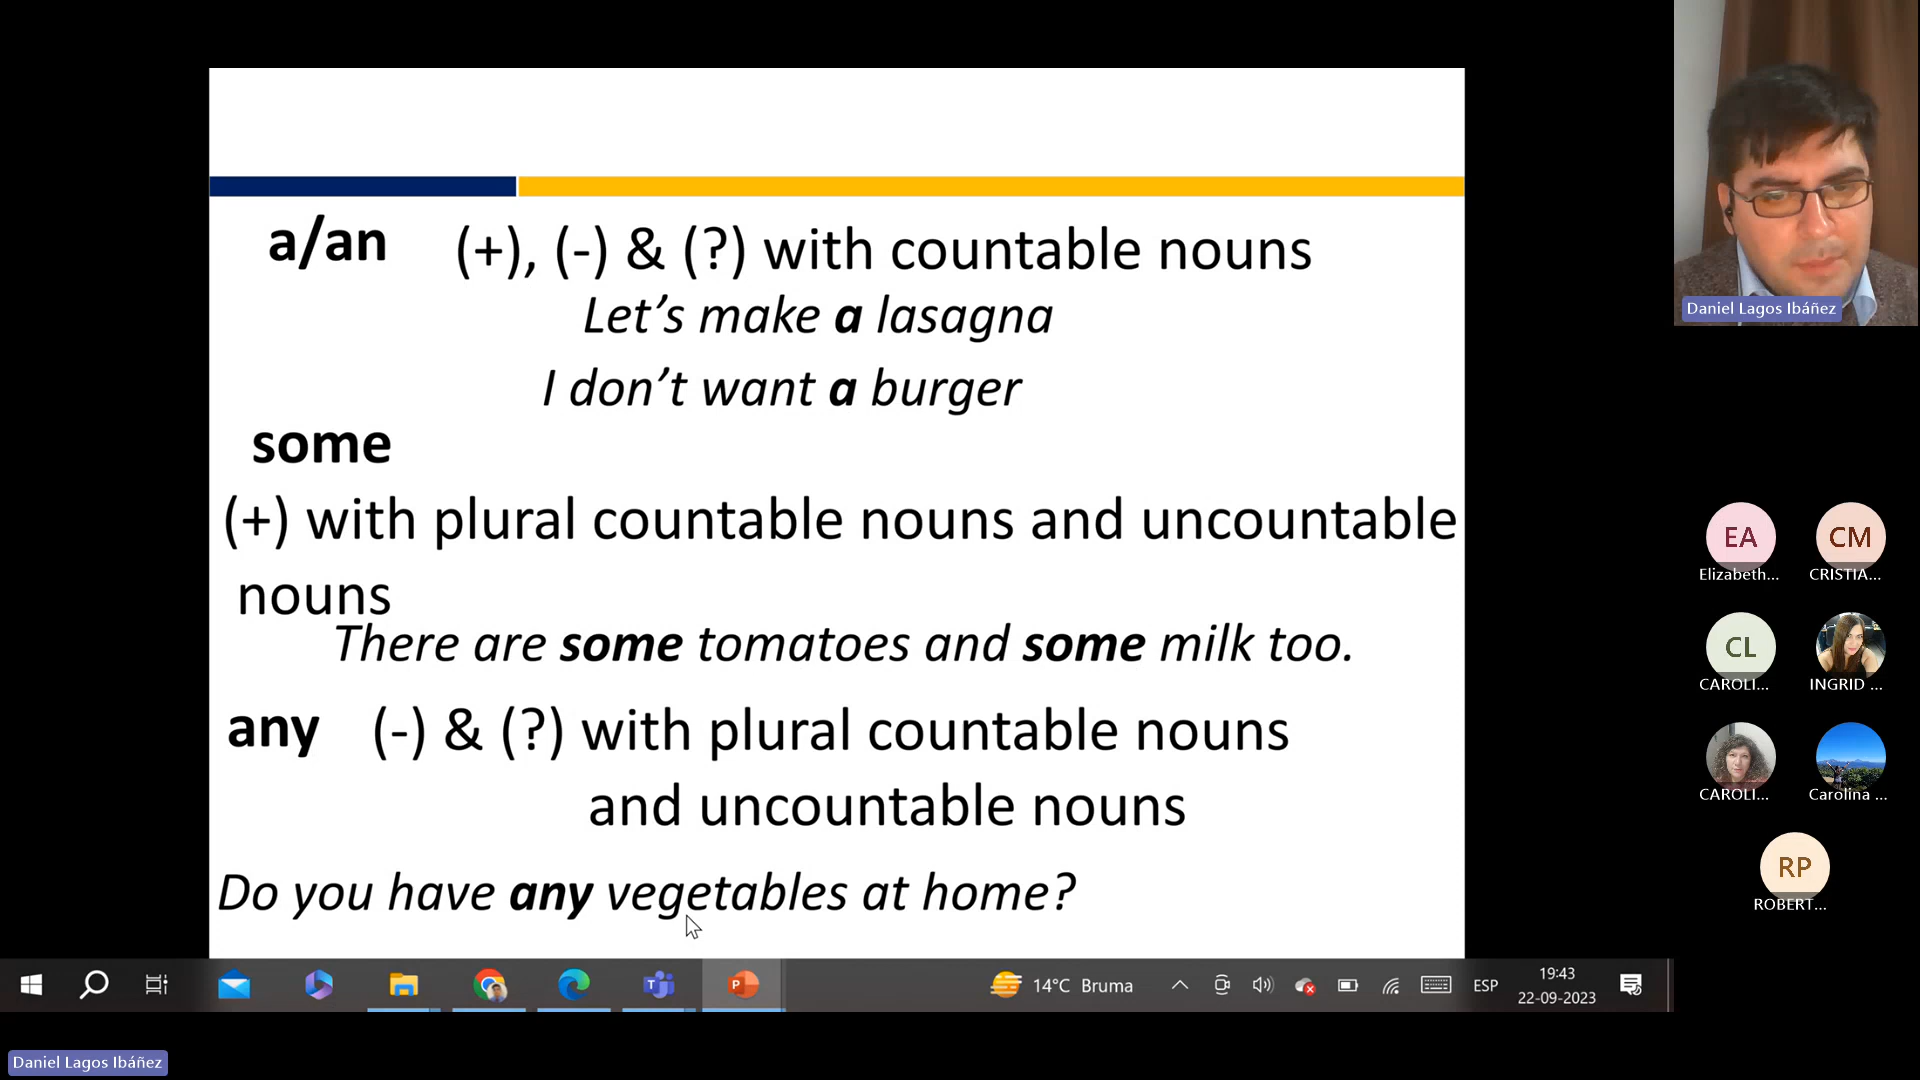 a/an (+), (-) & (?) with countable nouns
Let’s make a lasagna
I don’t want a burger
some
(+) with plural countable nouns and uncountable
nouns
There are some tomatoes and some milk too.
any (-) & (?) with plural countable nouns
and uncountable nouns
Do you have any vegetables at home?
Daniel Lagos Ibáñez
EA
Elizabeth...
CM
CRISTIA...
CL
CAROLI...
INGRID ...
CAROLI...
Carolina ...
RP
ROBERT...
14°C Bruma
ESP
19:43
22-09-2023
Daniel Lagos Ibáñez